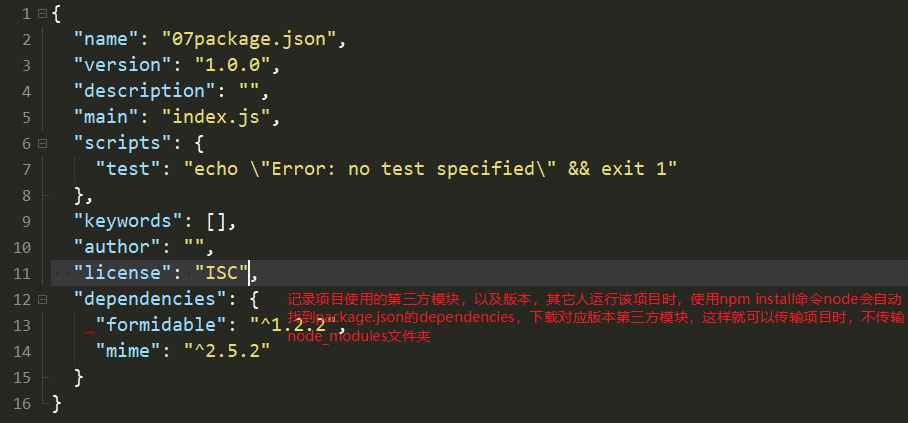 1 {
2 "name": "07package.json",
3 "version": "1.0.0",
4 "description": "",
5 "main": "index.js",
6 "scripts": {
7 "test": "echo \"Error: no test specified\" && exit 1"
8 },
9 "keywords": [],
10 "author": "",
11 "license": "ISC",
12 "dependencies": { 记录项目使用的第三方模块，以及版本，其它人运行该项目时，使用npm install命令node会自动
13 "formidable": "^1.2.2", 找到package.json的dependencies，下载对应版本第三方模块，这样就可以传输项目时，不传输
14 "mime": "^2.5.2" node_modules文件夹
15 }
16 }